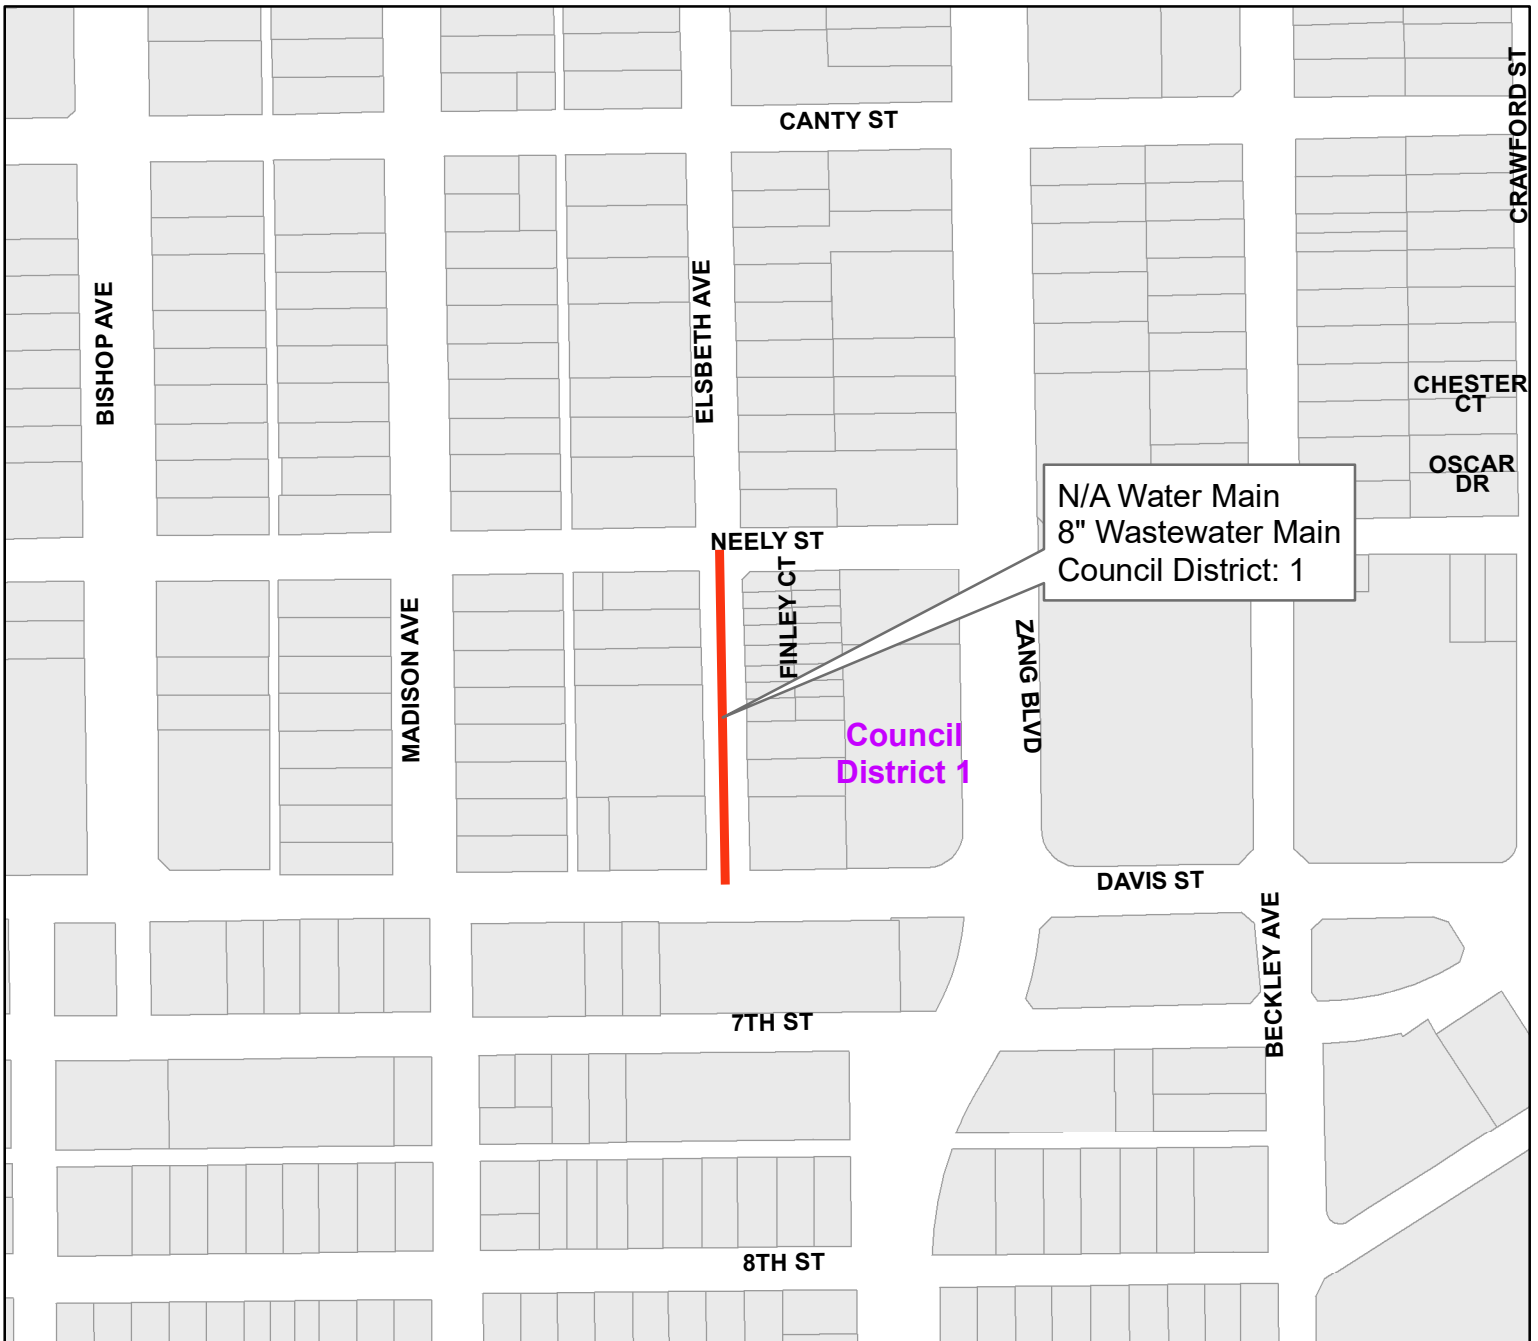 CRAWFORD ST
CANTY ST
BISHOP AVE
ELSBETH AVE
CHESTER
CT
OSCAR
DR
N/A Water Main
8" Wastewater Main
Council District: 1
NEELY ST
FINLEY CT
MADISON AVE
ZANG BLVD
Council
District 1
DAVIS ST
BECKLEY AVE
7TH ST
8TH ST